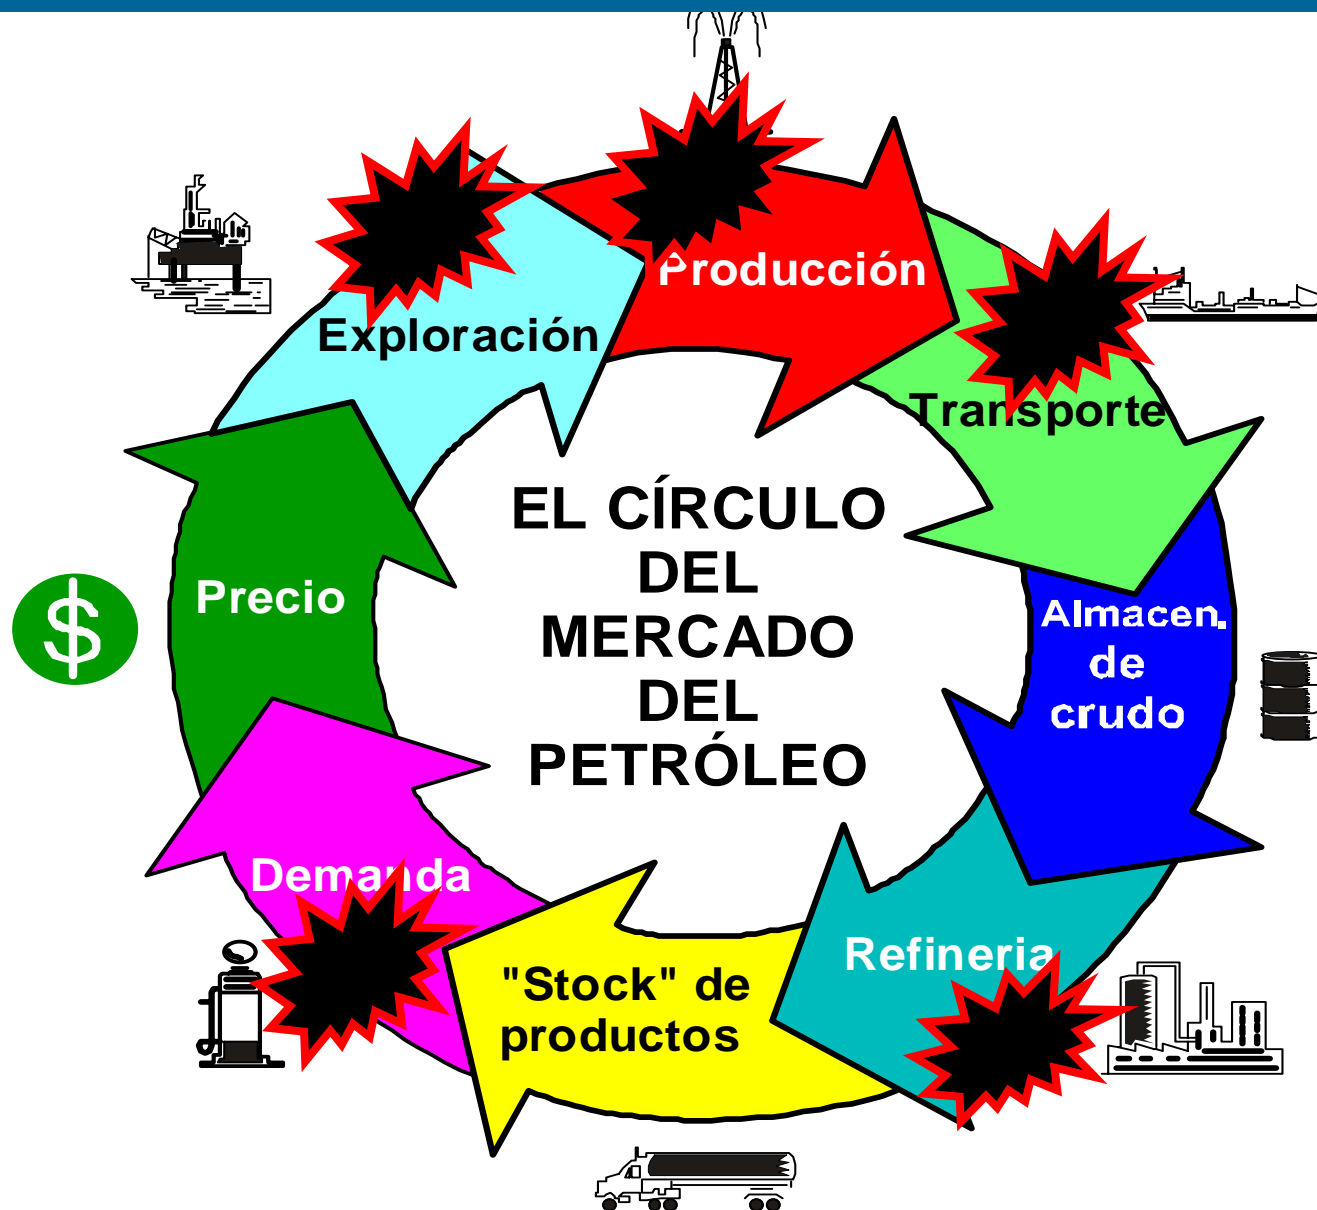 Producción
Exploración
Transporte
EL CÍRCULO
DEL
MERCADO
DEL
PETRÓLEO
Precio
$
Almacen.
de
crudo
Demanda
Refineria
"Stock" de
productos